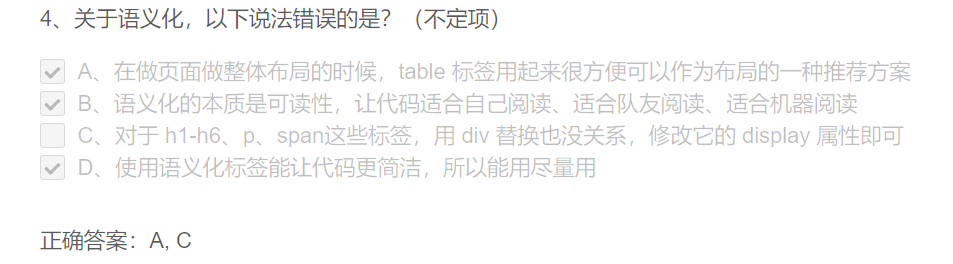 4、关于语义化，以下说法错误的是？（不定项）
A、在做页面做整体布局的时候，table 标签用起来很方便可以作为布局的一种推荐方案
B、语义化的本质是可读性，让代码适合自己阅读、适合队友阅读、适合机器阅读
C、对于 h1-h6、p、span这些标签，用 div 替换也没关系，修改它的 display 属性即可
D、使用语义化标签能让代码更简洁，所以能用尽量用
正确答案：A, C